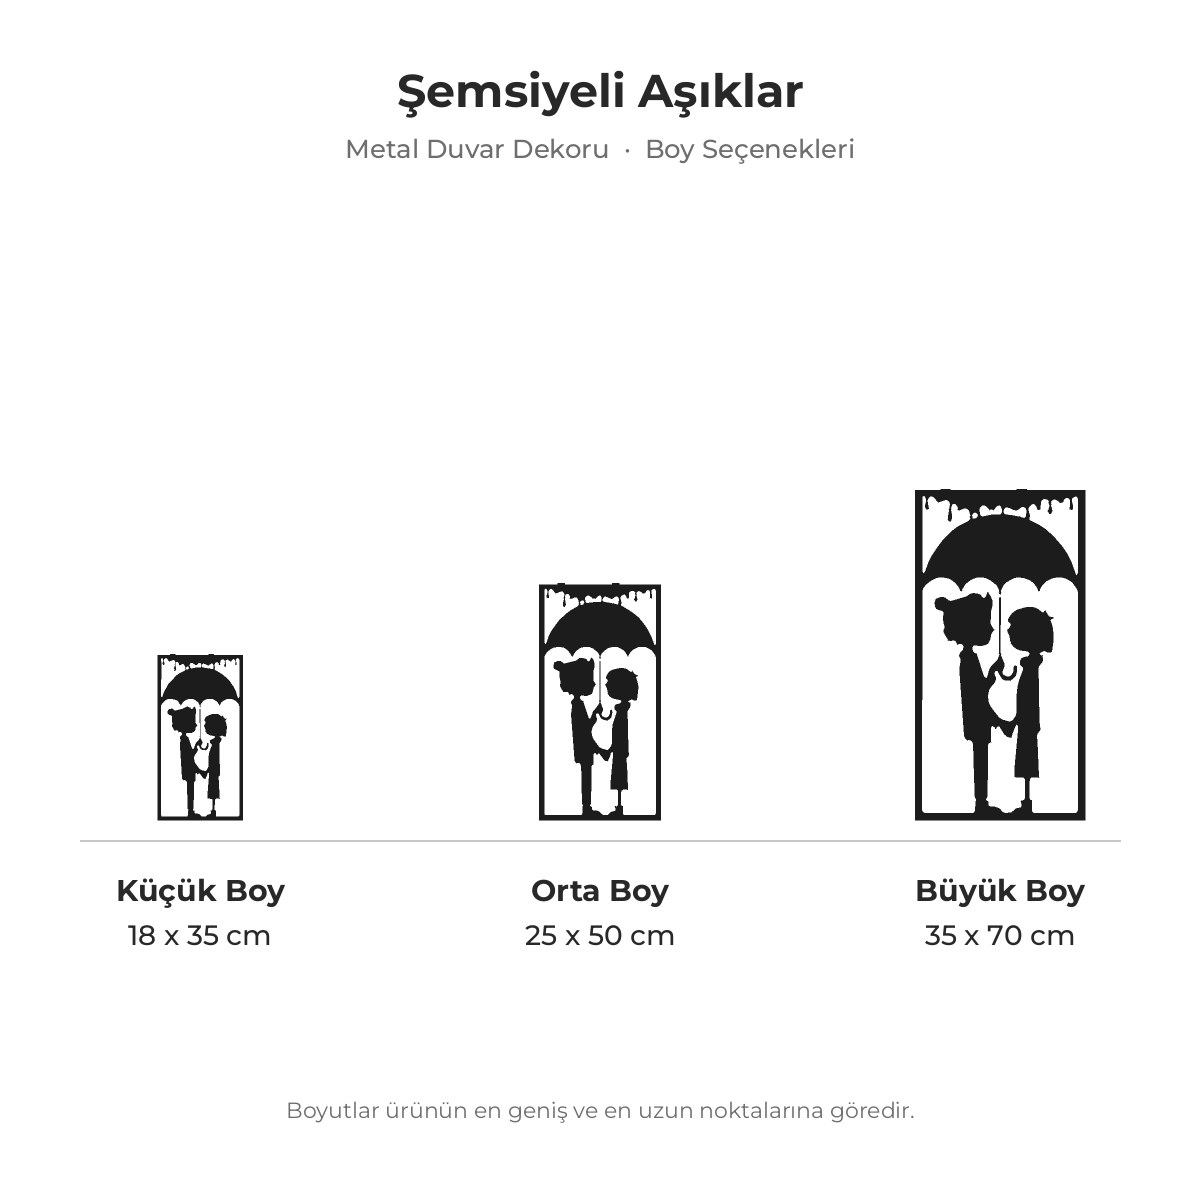 Şemsiyeli Aşıklar
Metal Duvar Dekoru · Boy Seçenekleri
Küçük Boy
18 x 35 cm
Orta Boy
25 x 50 cm
Büyük Boy
35 x 70 cm
Boyutlar ürünün en geniş ve en uzun noktalarına göredir.